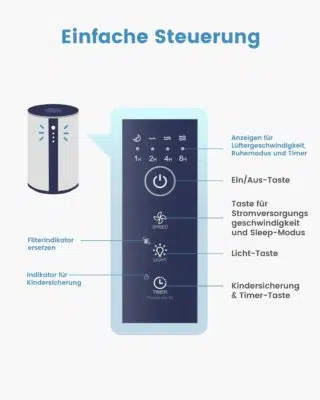 Einfache Steuerung
1H 2H 4H 8H
Anzeigen für
Lüftergeschwindigkeit,
Ruhemodus und Timer
Ein/Aus-Taste
Taste für
Stromversorgungs
geschwindigkeit
und Sleep-Modus
SPEED
Filterindikator
ersetzen
Licht-Taste
LIGHT
Indikator für
Kindersicherung
Kindersicherung
& Timer-Taste
TIMER